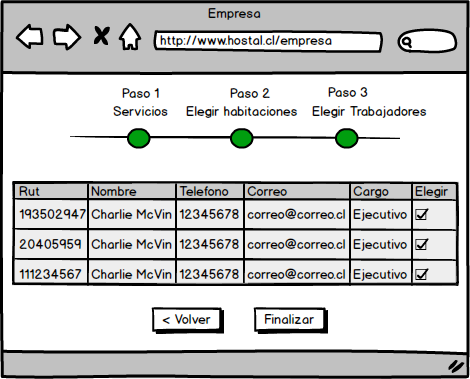 Empresa
http://www.hostal.cl/empresa
Paso 1 Paso 2 Paso 3
Servicios Elegir habitaciones Elegir Trabajadores
Rut Nombre Telefono Correo Cargo Elegir
193502947 Charlie McVin 12345678 correo@correo.cl Ejecutivo
20405959 Charlie McVin 12345678 correo@correo.cl Ejecutivo
111234567 Charlie McVin 12345678 correo@correo.cl Ejecutivo
< Volver Finalizar